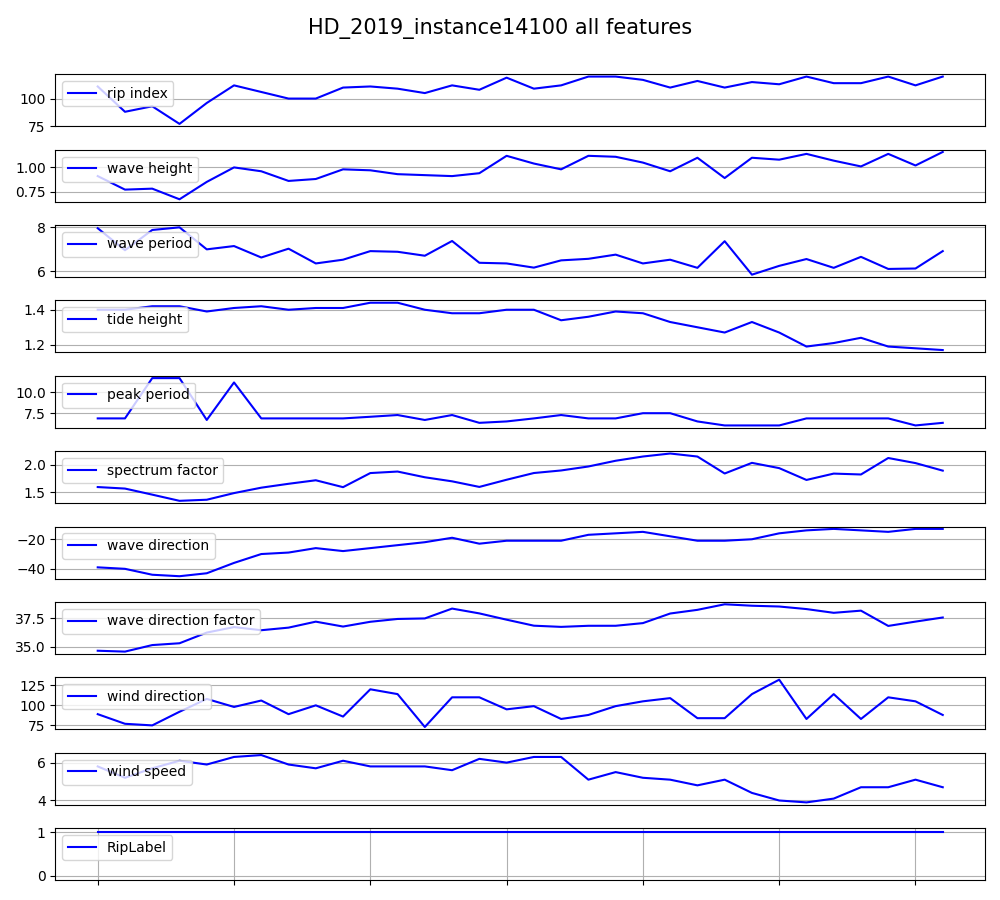 HD_2019_instance14100 all features
rip index
100
75
wave height
1.00
0.75
wave period
8
6
tide height
1.4
1.2
peak period
10.0
7.5
spectrum factor
2.0
1.5
wave direction
−20
−40
wave direction factor
37.5
35.0
wind direction
125
100
75
wind speed
6
4
RipLabel
1
0